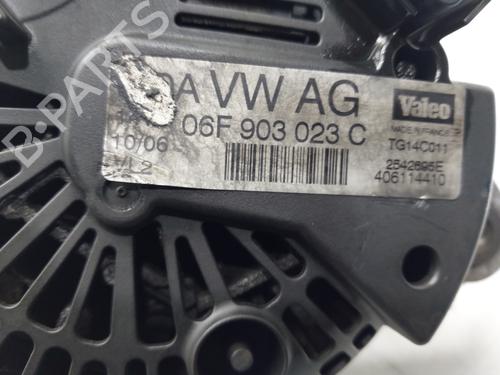 VW AG
Valeo
MADE IN FRANCE
06F 903 023 C
TG14C011
10/06
2542695E
406114410
B-PARTS